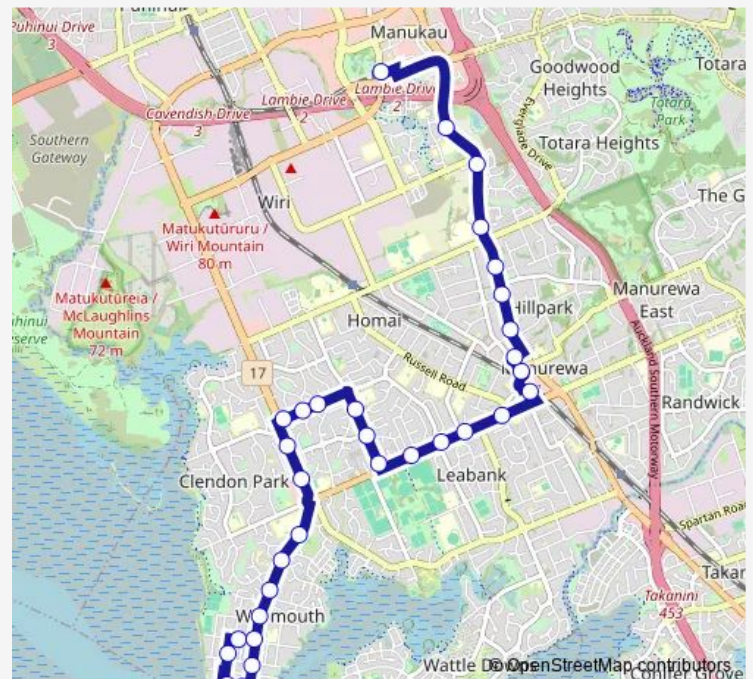 Puhinui Drive
3
Manukau
Totara
Goodwood
Heights
Lambie Drive
2
Lambie Drive
2
Cavendish Drive
3
Totara
Park
Everglade Drive
Southern
Gateway
Totara Heights
Wiri
The G
Matukutūruru /
Wiri Mountain
80 m
Matukutūreia /
McLaughlins
Mountain
72 m
Manurewa
East
Hillpark
Homai
Auckland Southern Motorway
17
Russell Road
Randwick
Clendon Park
Leabank
Spartan Road
Takanini
453
Wattle
© OpenStreetMap contributors
Conifer Grove